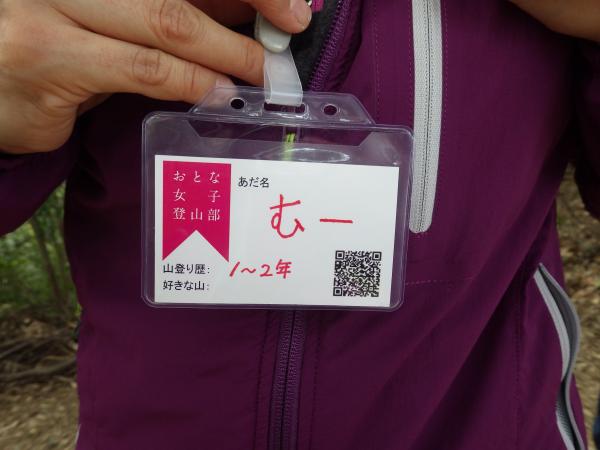 おとな
女子
登山部
あだ名
むー
山登り歴： 1〜2年
好きな山：